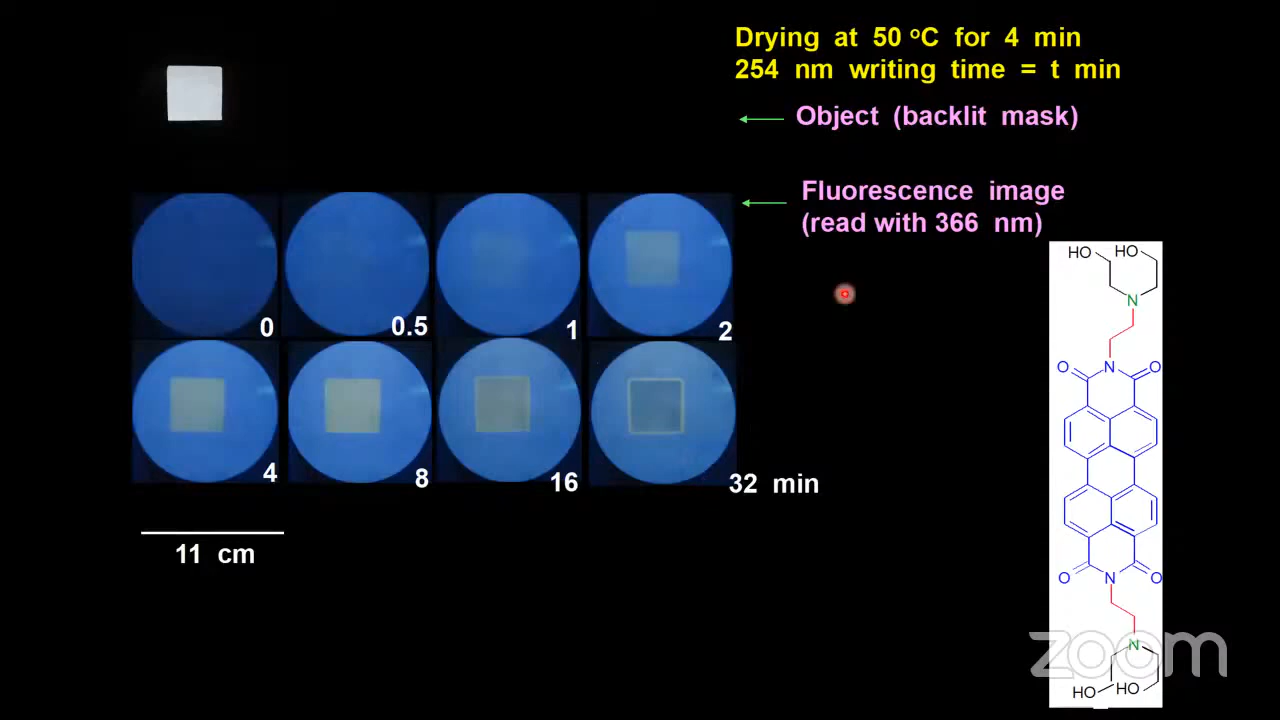 Drying at 50 °C for 4 min
254 nm writing time = t min
Object (backlit mask)
Fluorescence image
(read with 366 nm)
0
0.5
1
2
4
8
16
32 min
11 cm
HO
HO
N
O
N
O
O
N
O
N
HO
HO
zoom